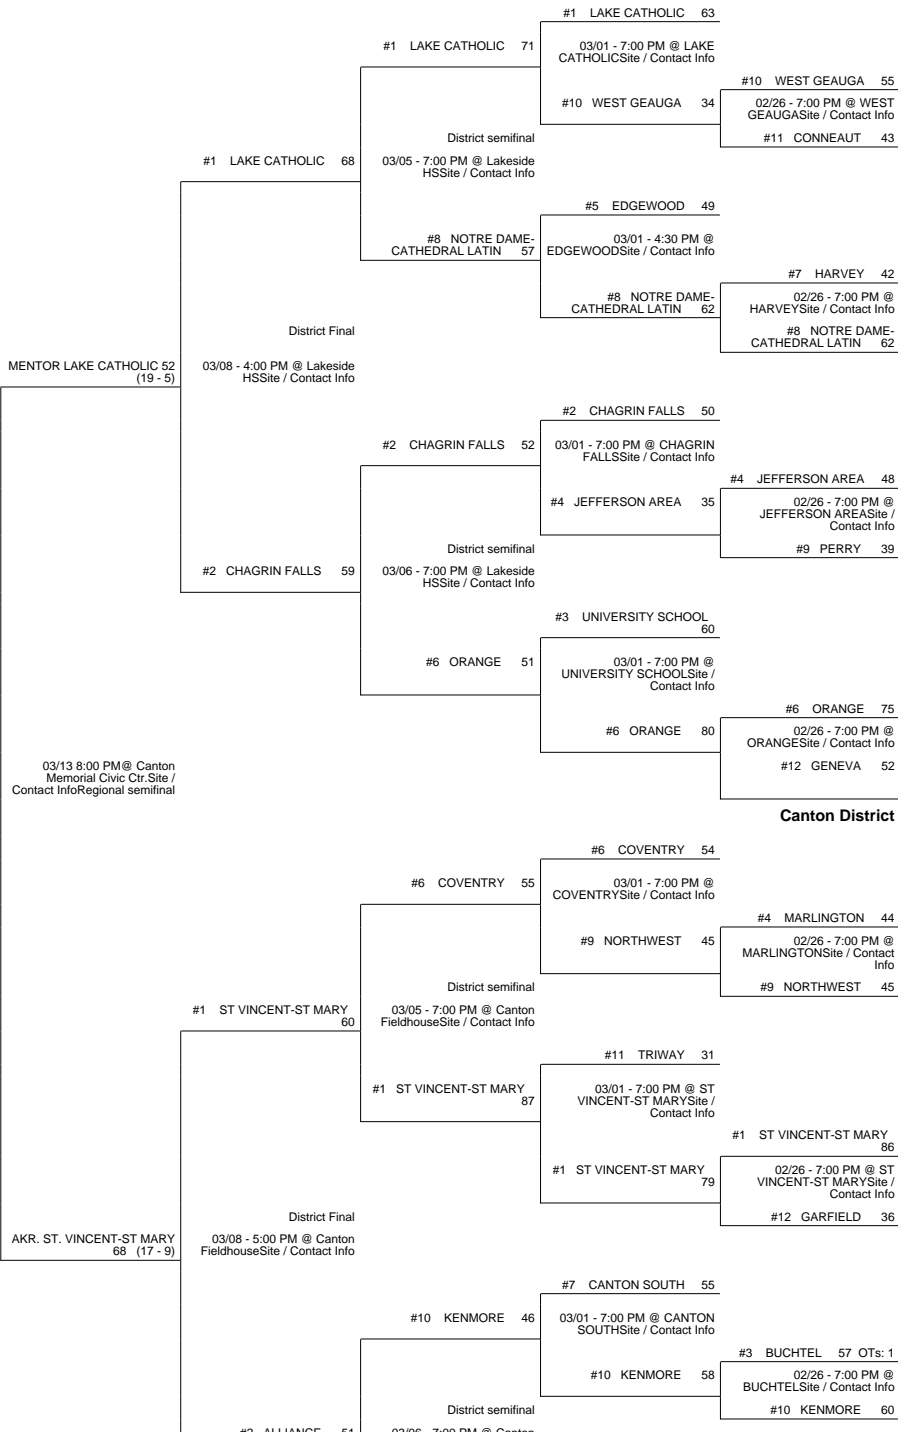 #1 LAKE CATHOLIC 63
03/01 - 7:00 PM @ LAKE
CATHOLICSite / Contact Info
#1 LAKE CATHOLIC 71
#10 WEST GEAUGA 55
02/26 - 7:00 PM @ WEST
GEAUGASite / Contact Info
#10 WEST GEAUGA 34
#11 CONNEAUT 43
District semifinal
03/05 - 7:00 PM @ Lakeside
HSSite / Contact Info
#1 LAKE CATHOLIC 68
#5 EDGEWOOD 49
03/01 - 4:30 PM @
EDGEWOODSite / Contact Info
#8 NOTRE DAME-
CATHEDRAL LATIN 57
#7 HARVEY 42
02/26 - 7:00 PM @
HARVEYSite / Contact Info
#8 NOTRE DAME-
CATHEDRAL LATIN 62
#8 NOTRE DAME-
CATHEDRAL LATIN 62
District Final
03/08 - 4:00 PM @ Lakeside
HSSite / Contact Info
MENTOR LAKE CATHOLIC 52
(19 - 5)
#2 CHAGRIN FALLS 50
03/01 - 7:00 PM @ CHAGRIN
FALLSSite / Contact Info
#2 CHAGRIN FALLS 52
#4 JEFFERSON AREA 48
02/26 - 7:00 PM @
JEFFERSON AREASite /
Contact Info
#4 JEFFERSON AREA 35
#9 PERRY 39
District semifinal
03/06 - 7:00 PM @ Lakeside
HSSite / Contact Info
#2 CHAGRIN FALLS 59
#3 UNIVERSITY SCHOOL
60
03/01 - 7:00 PM @
UNIVERSITY SCHOOLSite /
Contact Info
#6 ORANGE 51
#6 ORANGE 75
02/26 - 7:00 PM @
ORANGESite / Contact Info
#6 ORANGE 80
#12 GENEVA 52
03/13 8:00 PM@ Canton
Memorial Civic Ctr.Site /
Contact InfoRegional semifinal
Canton District
#6 COVENTRY 54
03/01 - 7:00 PM @
COVENTRYSite / Contact Info
#6 COVENTRY 55
#4 MARLINGTON 44
02/26 - 7:00 PM @
MARLINGTONSite / Contact
Info
#9 NORTHWEST 45
#9 NORTHWEST 45
District semifinal
03/05 - 7:00 PM @ Canton
FieldhouseSite / Contact Info
#1 ST VINCENT-ST MARY
60
#11 TRIWAY 31
03/01 - 7:00 PM @ ST
VINCENT-ST MARYSite /
Contact Info
#1 ST VINCENT-ST MARY
87
#1 ST VINCENT-ST MARY
86
02/26 - 7:00 PM @ ST
VINCENT-ST MARYSite /
Contact Info
#1 ST VINCENT-ST MARY
79
#12 GARFIELD 36
District Final
03/08 - 5:00 PM @ Canton
FieldhouseSite / Contact Info
AKR. ST. VINCENT-ST MARY
68 (17 - 9)
#7 CANTON SOUTH 55
03/01 - 7:00 PM @ CANTON
SOUTHSite / Contact Info
#10 KENMORE 46
#3 BUCHTEL 57 OTs: 1
02/26 - 7:00 PM @
BUCHTELSite / Contact Info
#10 KENMORE 58
#10 KENMORE 60
District semifinal
#2 ALLIANCE 51
03/06 - 7:00 PM @ Canton